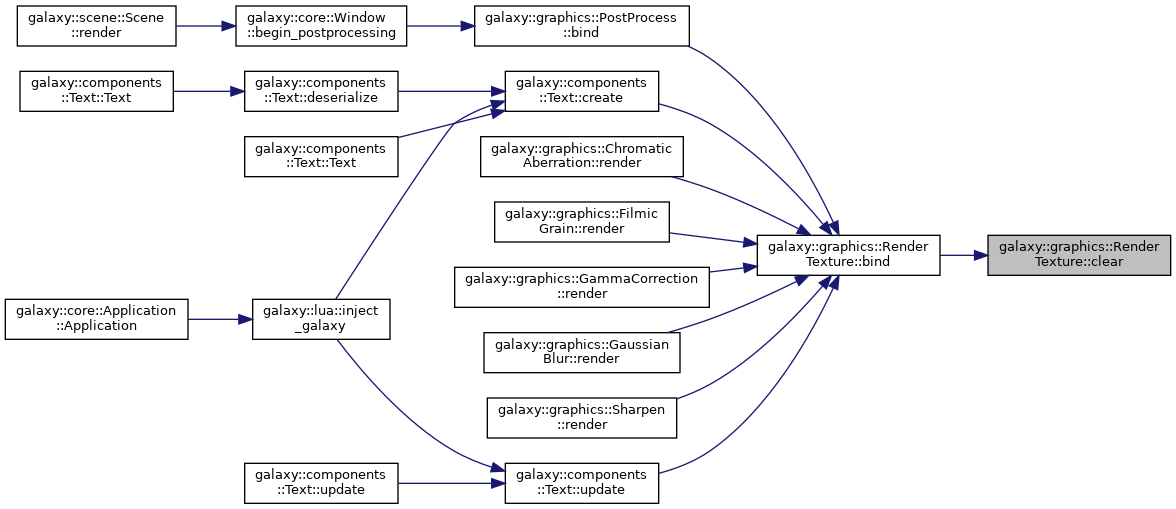 galaxy::scene::Scene
::render
galaxy::core::Window
::begin_postprocessing
galaxy::graphics::PostProcess
::bind
galaxy::components
::Text::Text
galaxy::components
::Text::deserialize
galaxy::components
::Text::create
galaxy::components
::Text::Text
galaxy::graphics::Chromatic
Aberration::render
galaxy::graphics::Filmic
Grain::render
galaxy::graphics::Render
Texture::bind
galaxy::graphics::Render
Texture::clear
galaxy::graphics::GammaCorrection
::render
galaxy::core::Application
::Application
galaxy::lua::inject
_galaxy
galaxy::graphics::Gaussian
Blur::render
galaxy::graphics::Sharpen
::render
galaxy::components
::Text::update
galaxy::components
::Text::update